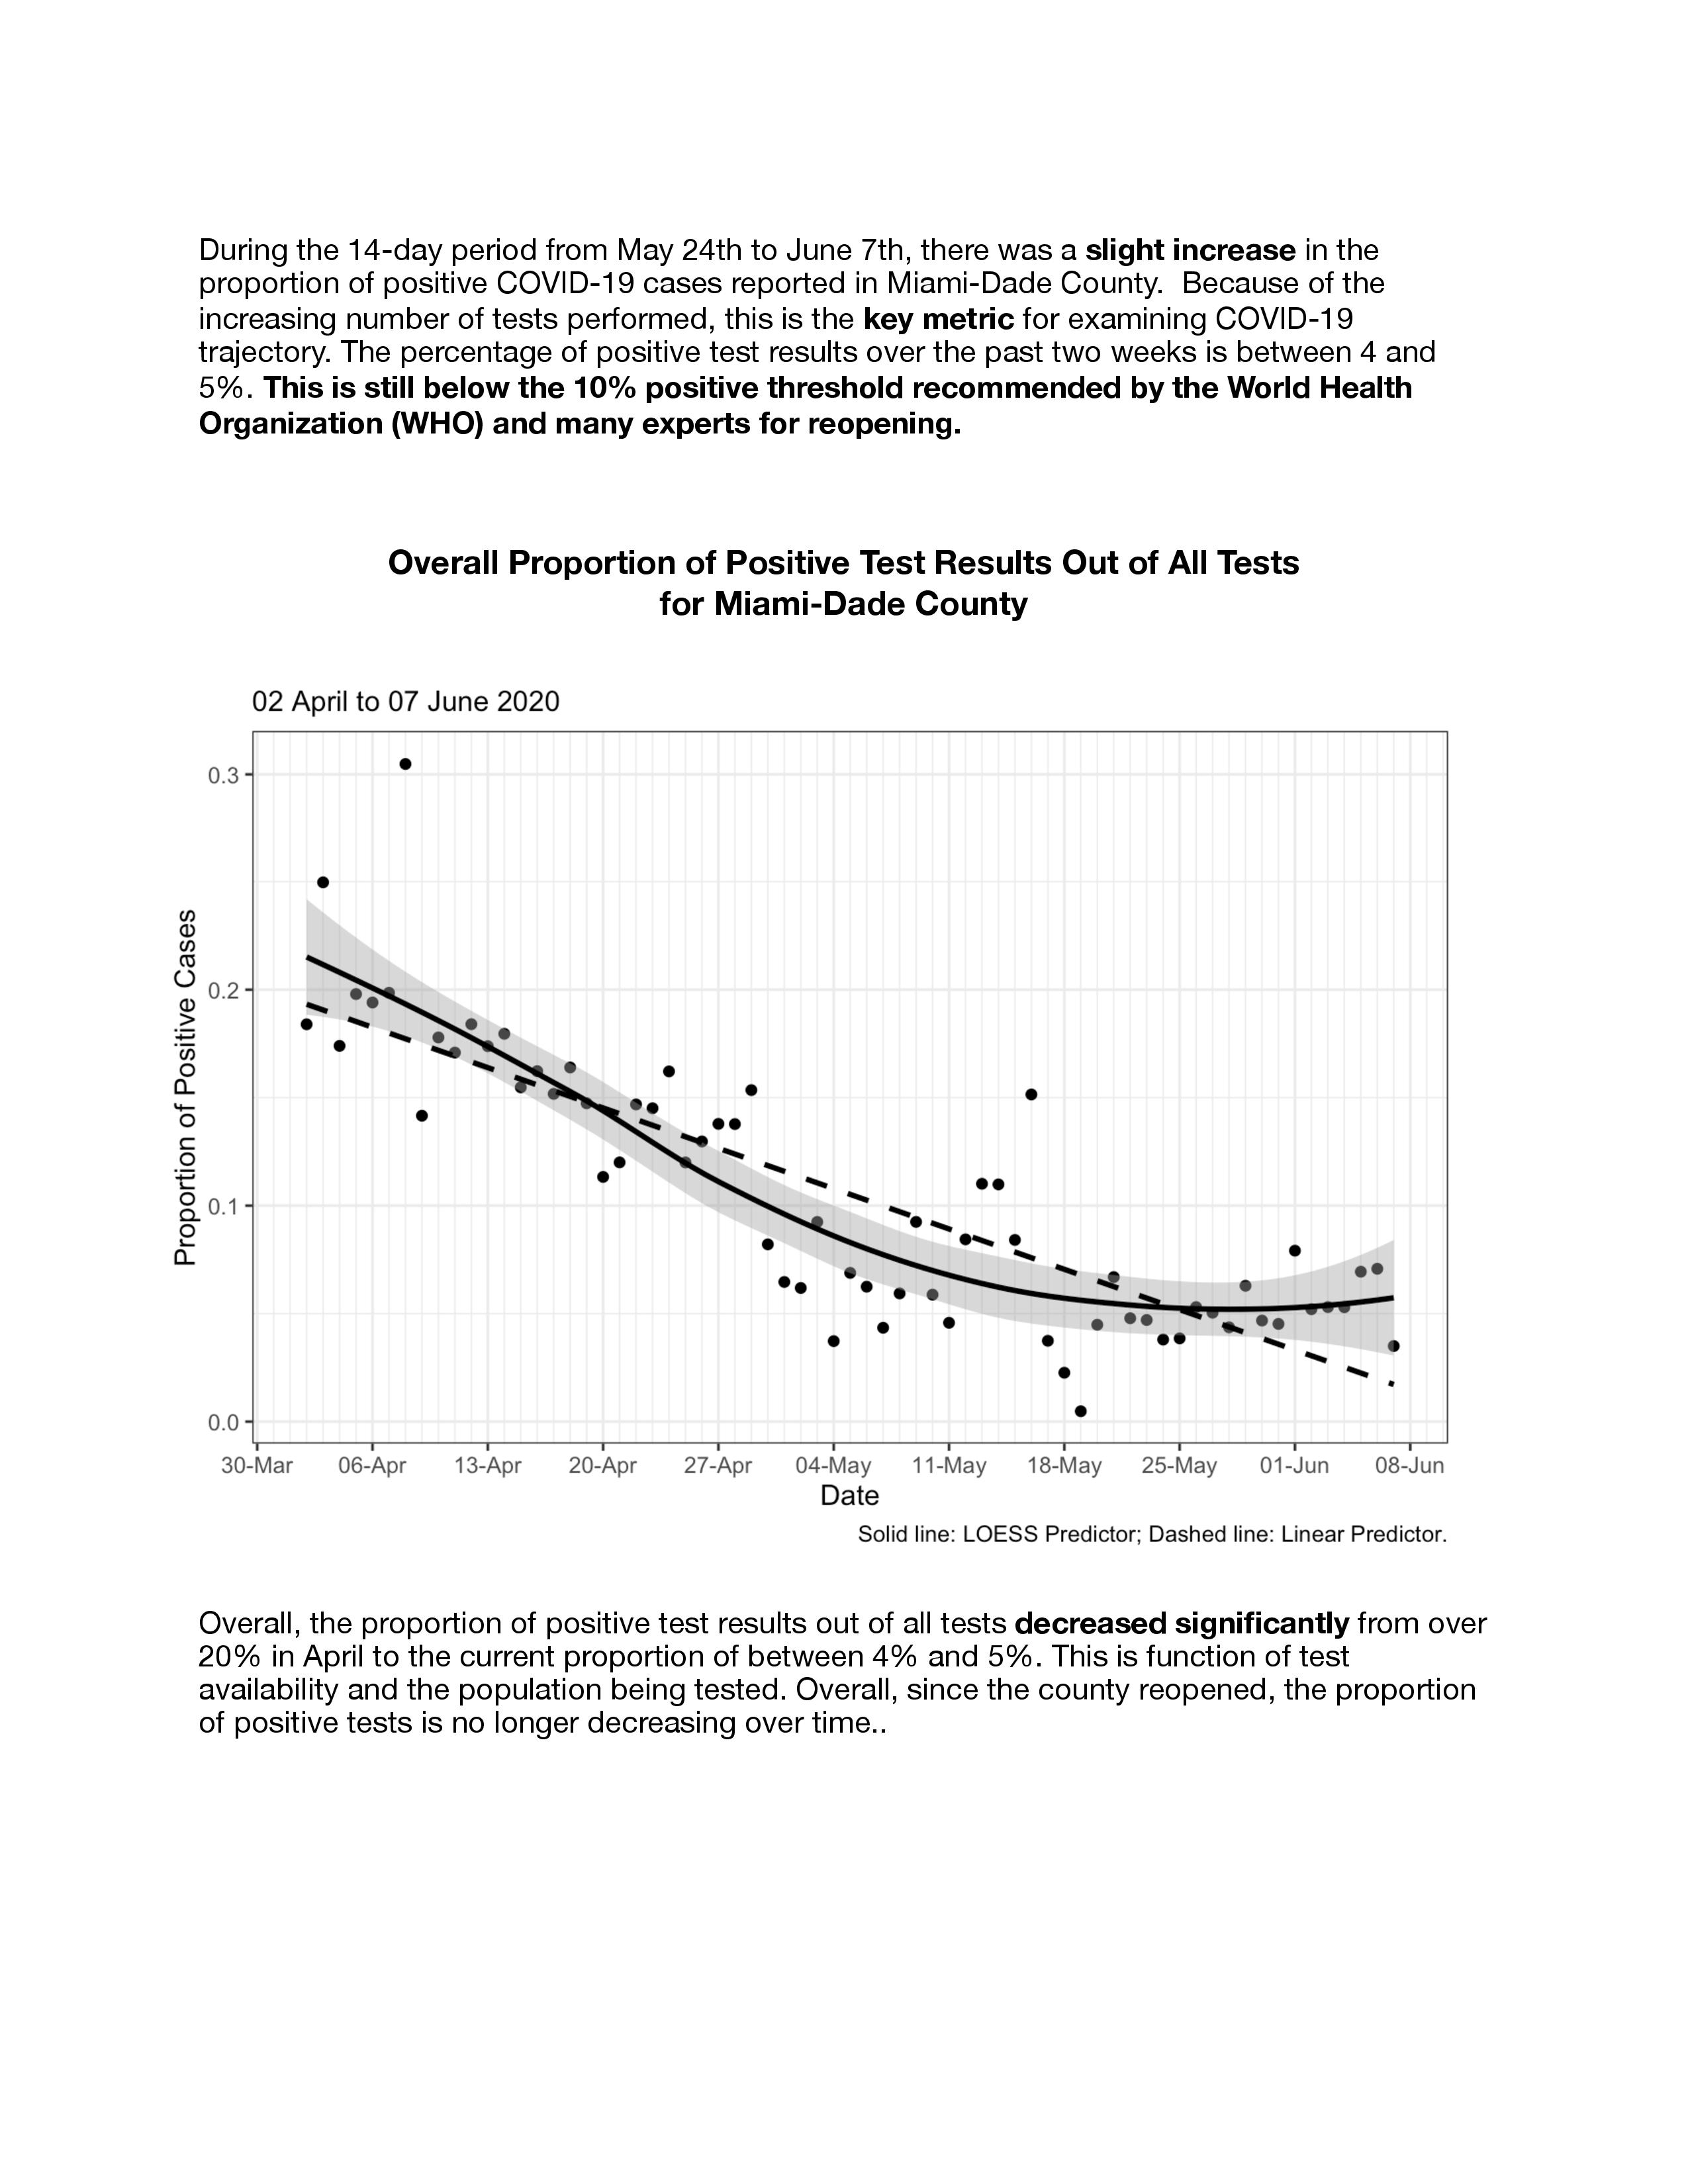 During the 14-day period from May 24th to June 7th, there was a slight increase in the
proportion of positive COVID-19 cases reported in Miami-Dade County.  Because of the
increasing number of tests performed, this is the key metric for examining COVID-19
trajectory. The percentage of positive test results over the past two weeks is between 4 and
5%. This is still below the 10% positive threshold recommended by the World Health
Organization (WHO) and many experts for reopening.
Overall Proportion of Positive Test Results Out of All Tests
for Miami-Dade County
02 April to 07 June 2020
Proportion of Positive Cases
0.3
0.2
0.1
0.0
30-Mar 06-Apr 13-Apr 20-Apr 27-Apr 04-May 11-May 18-May 25-May 01-Jun 08-Jun
Date
Solid line: LOESS Predictor; Dashed line: Linear Predictor.
Overall, the proportion of positive test results out of all tests decreased significantly from over
20% in April to the current proportion of between 4% and 5%. This is function of test
availability and the population being tested. Overall, since the county reopened, the proportion
of positive tests is no longer decreasing over time..